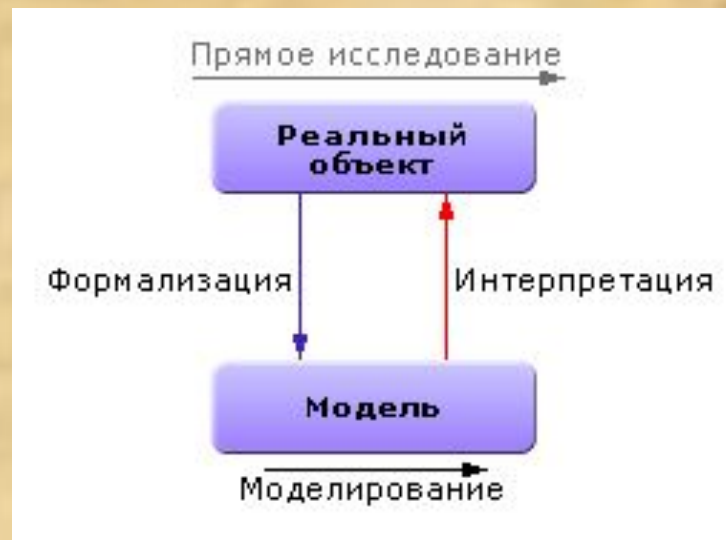 Прямое исследование
Реальный
объект
Формализация
Интерпретация
Модель
Моделирование